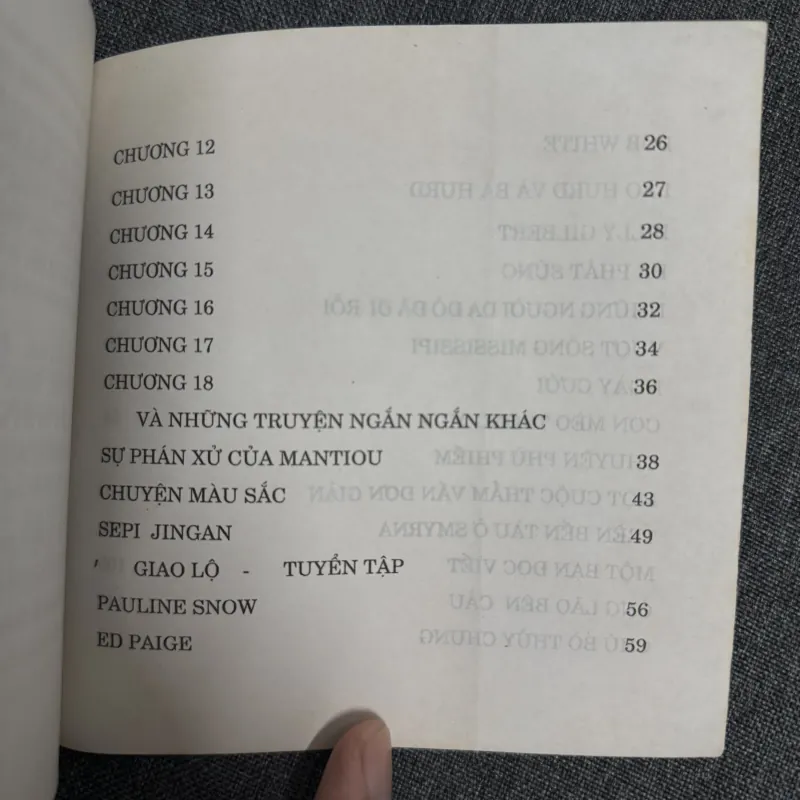 CHƯƠNG 12 26
CHƯƠNG 13 27
CHƯƠNG 14 28
CHƯƠNG 15 30
CHƯƠNG 16 32
CHƯƠNG 17 34
CHƯƠNG 18 36
VÀ NHỮNG TRUYỆN NGẮN NGẮN KHÁC
SỰ PHÁN XỬ CỦA MANTIOU 38
CHUYỆN MÀU SẮC 43
SEPI JINGAN 49
' GIAO LỘ - TUYỂN TẬP
PAULINE SNOW 56
ED PAIGE 59